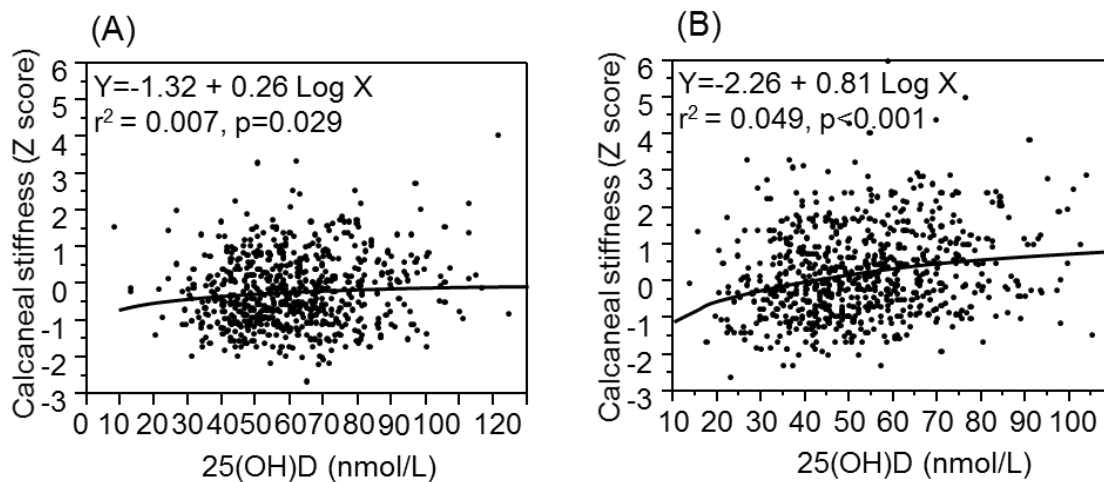 (A)
Calcaneal stiffness (Z score)
6
5
4
3
2
1
0
-1
-2
-3
Y=-1.32 + 0.26 Log X
r² = 0.007, p=0.029
0 10 20 30 40 50 60 70 80 90 100 120
25(OH)D (nmol/L)
(B)
Calcaneal stiffness (Z score)
6
5
4
3
2
1
0
-1
-2
-3
Y=-2.26 + 0.81 Log X
r² = 0.049, p<0.001
10 20 30 40 50 60 70 80 90 100
25(OH)D (nmol/L)